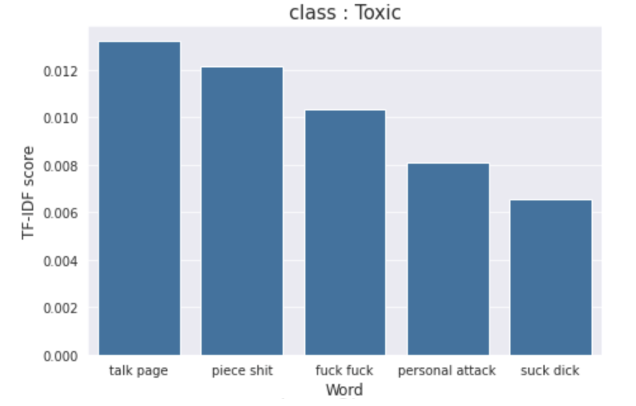 class : Toxic
0.012
0.010
0.008
0.006
0.004
0.002
0.000
TF-IDF score
talk page piece shit fuck fuck personal attack suck dick
Word